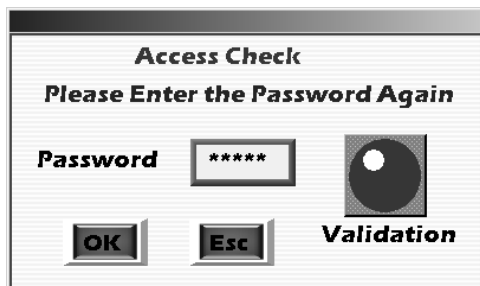 Access Check
Please Enter the Password Again
Password *****
Validation
OK Esc